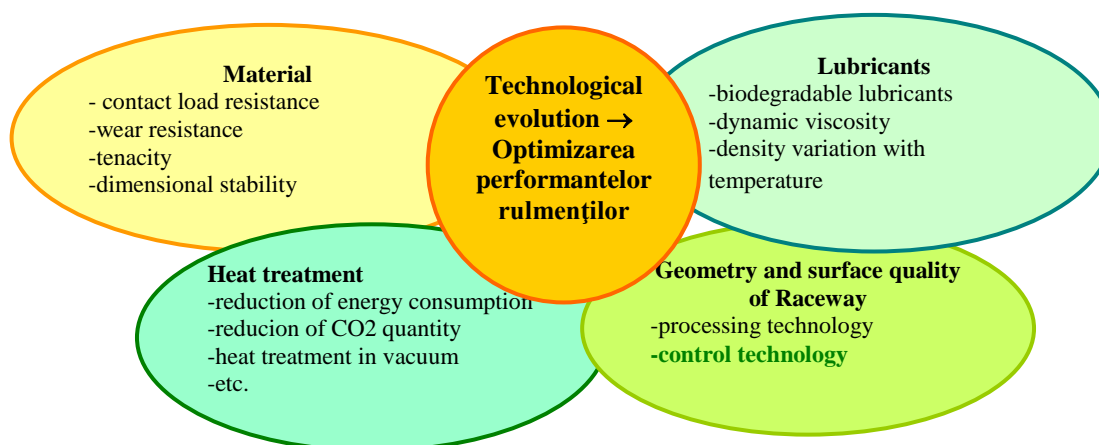 Material
- contact load resistance
-wear resistance
-tenacity
-dimensional stability
Technological
evolution →
Optimizarea
performantelor
rulmenţilor
Lubricants
-biodegradable lubricants
-dynamic viscosity
-density variation with
temperature
Heat treatment
-reduction of energy consumption
-reducion of CO2 quantity
-heat treatment in vacuum
-etc.
Geometry and surface quality
of Raceway
-processing technology
-control technology